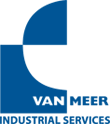 VAN MEER
INDUSTRIAL SERVICES